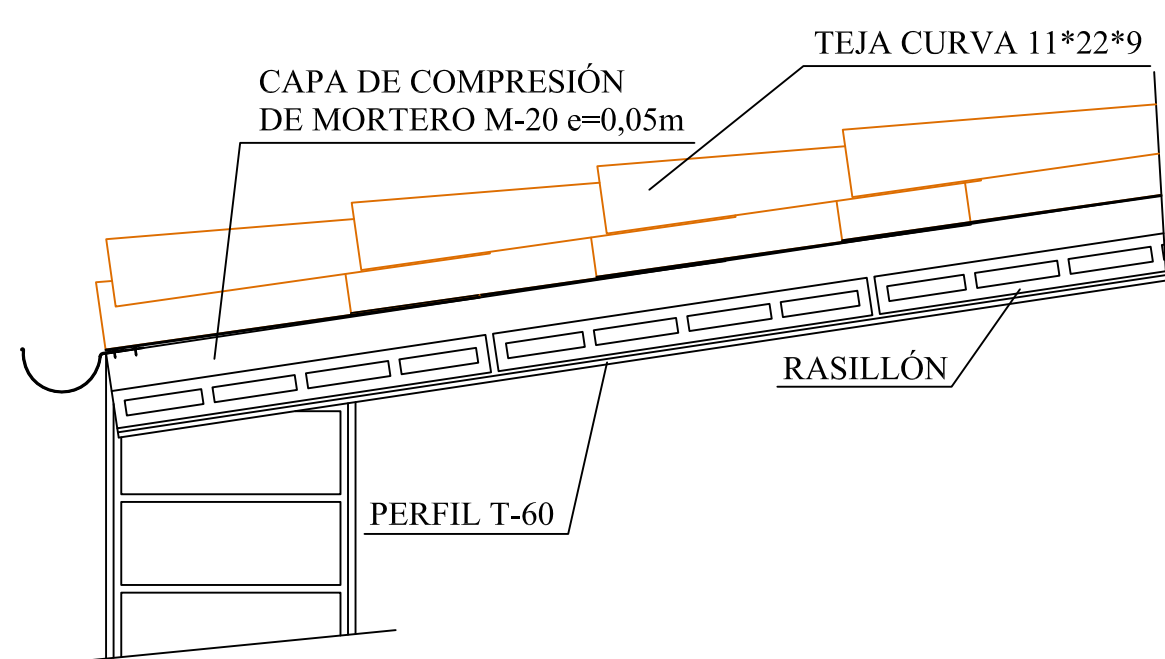 TEJA CURVA 11*22*9
CAPA DE COMPRESIÓN
DE MORTERO M-20 e=0,05m
RASILLÓN
PERFIL T-60